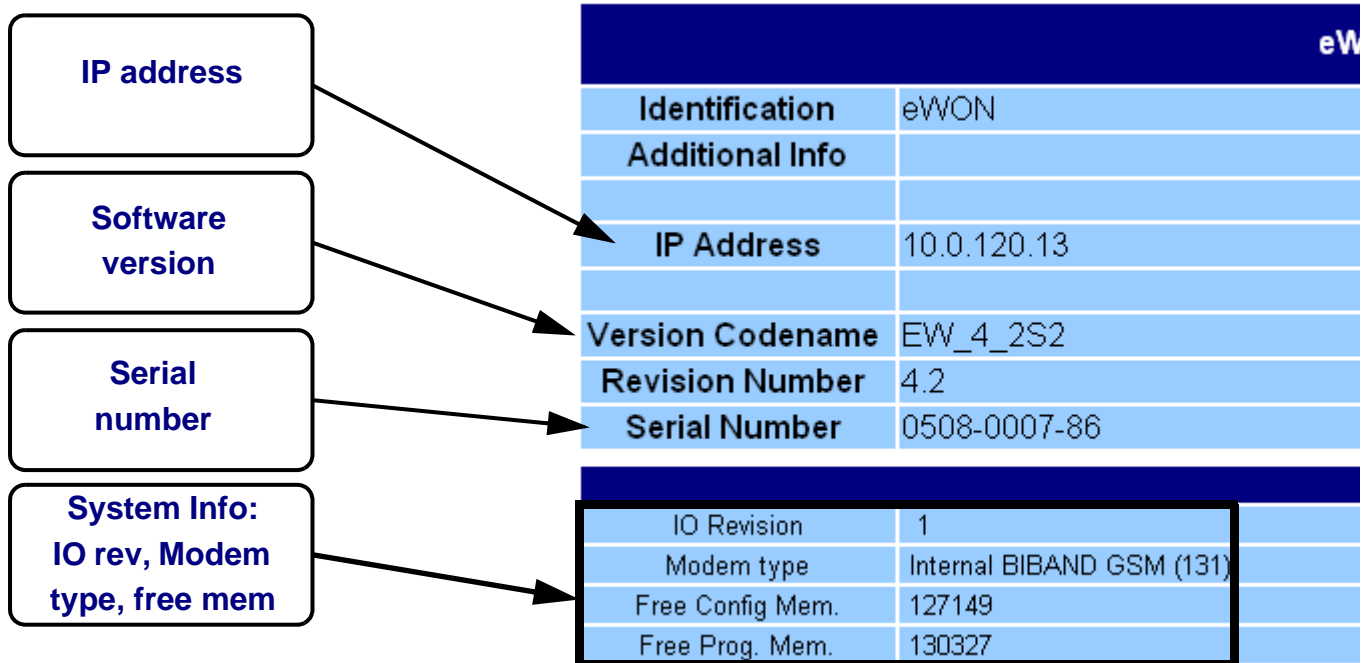 IP address
Software
version
Serial
number
System Info:
IO rev, Modem
type, free mem
eW
Identification eWON
Additional Info
IP Address 10.0.120.13
Version Codename EW_4_2S2
Revision Number 4.2
Serial Number 0508-0007-86
IO Revision 1
Modem type Internal BIBAND GSM (131)
Free Config Mem. 127149
Free Prog. Mem. 130327